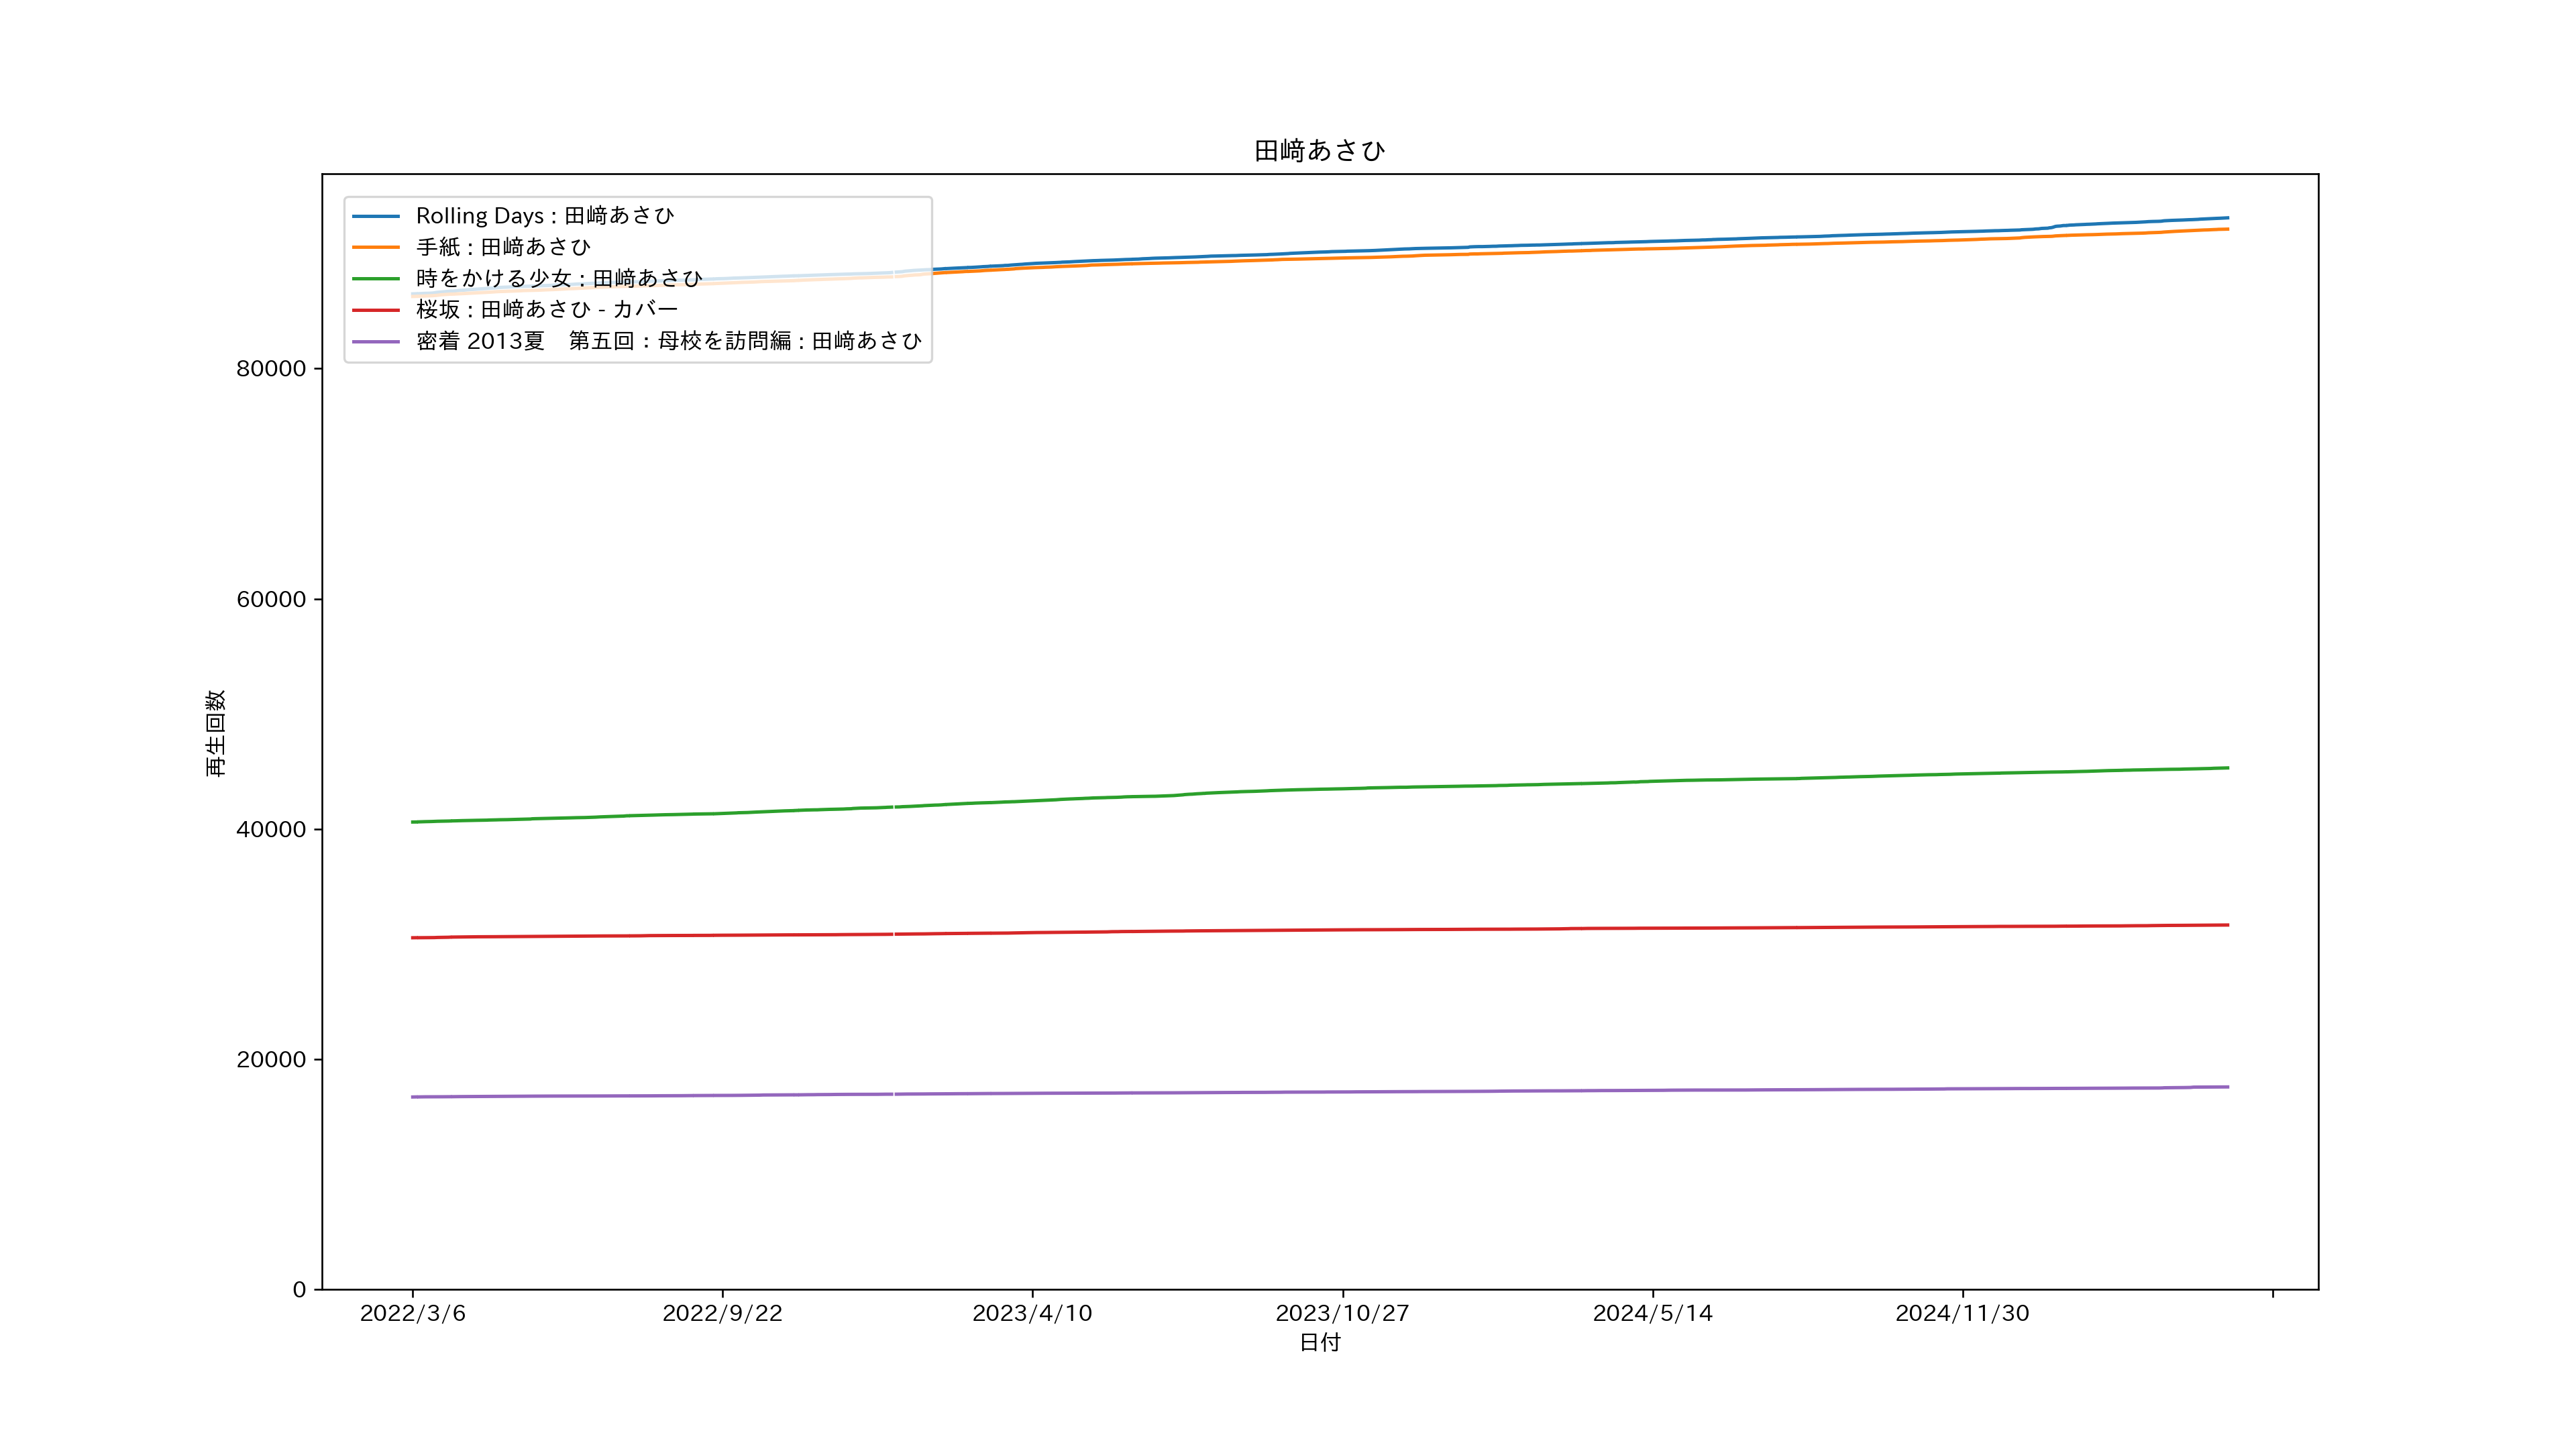 田﨑あさひ
Rolling Days : 田﨑あさひ
手紙 : 田﨑あさひ
時をかける少女 : 田﨑あさひ
桜坂 : 田﨑あさひ - カバー
密着 2013夏　第五回：母校を訪問編 : 田﨑あさひ
80000
60000
40000
20000
0
再生回数
2022/3/6 2022/9/22 2023/4/10 2023/10/27 2024/5/14 2024/11/30
日付